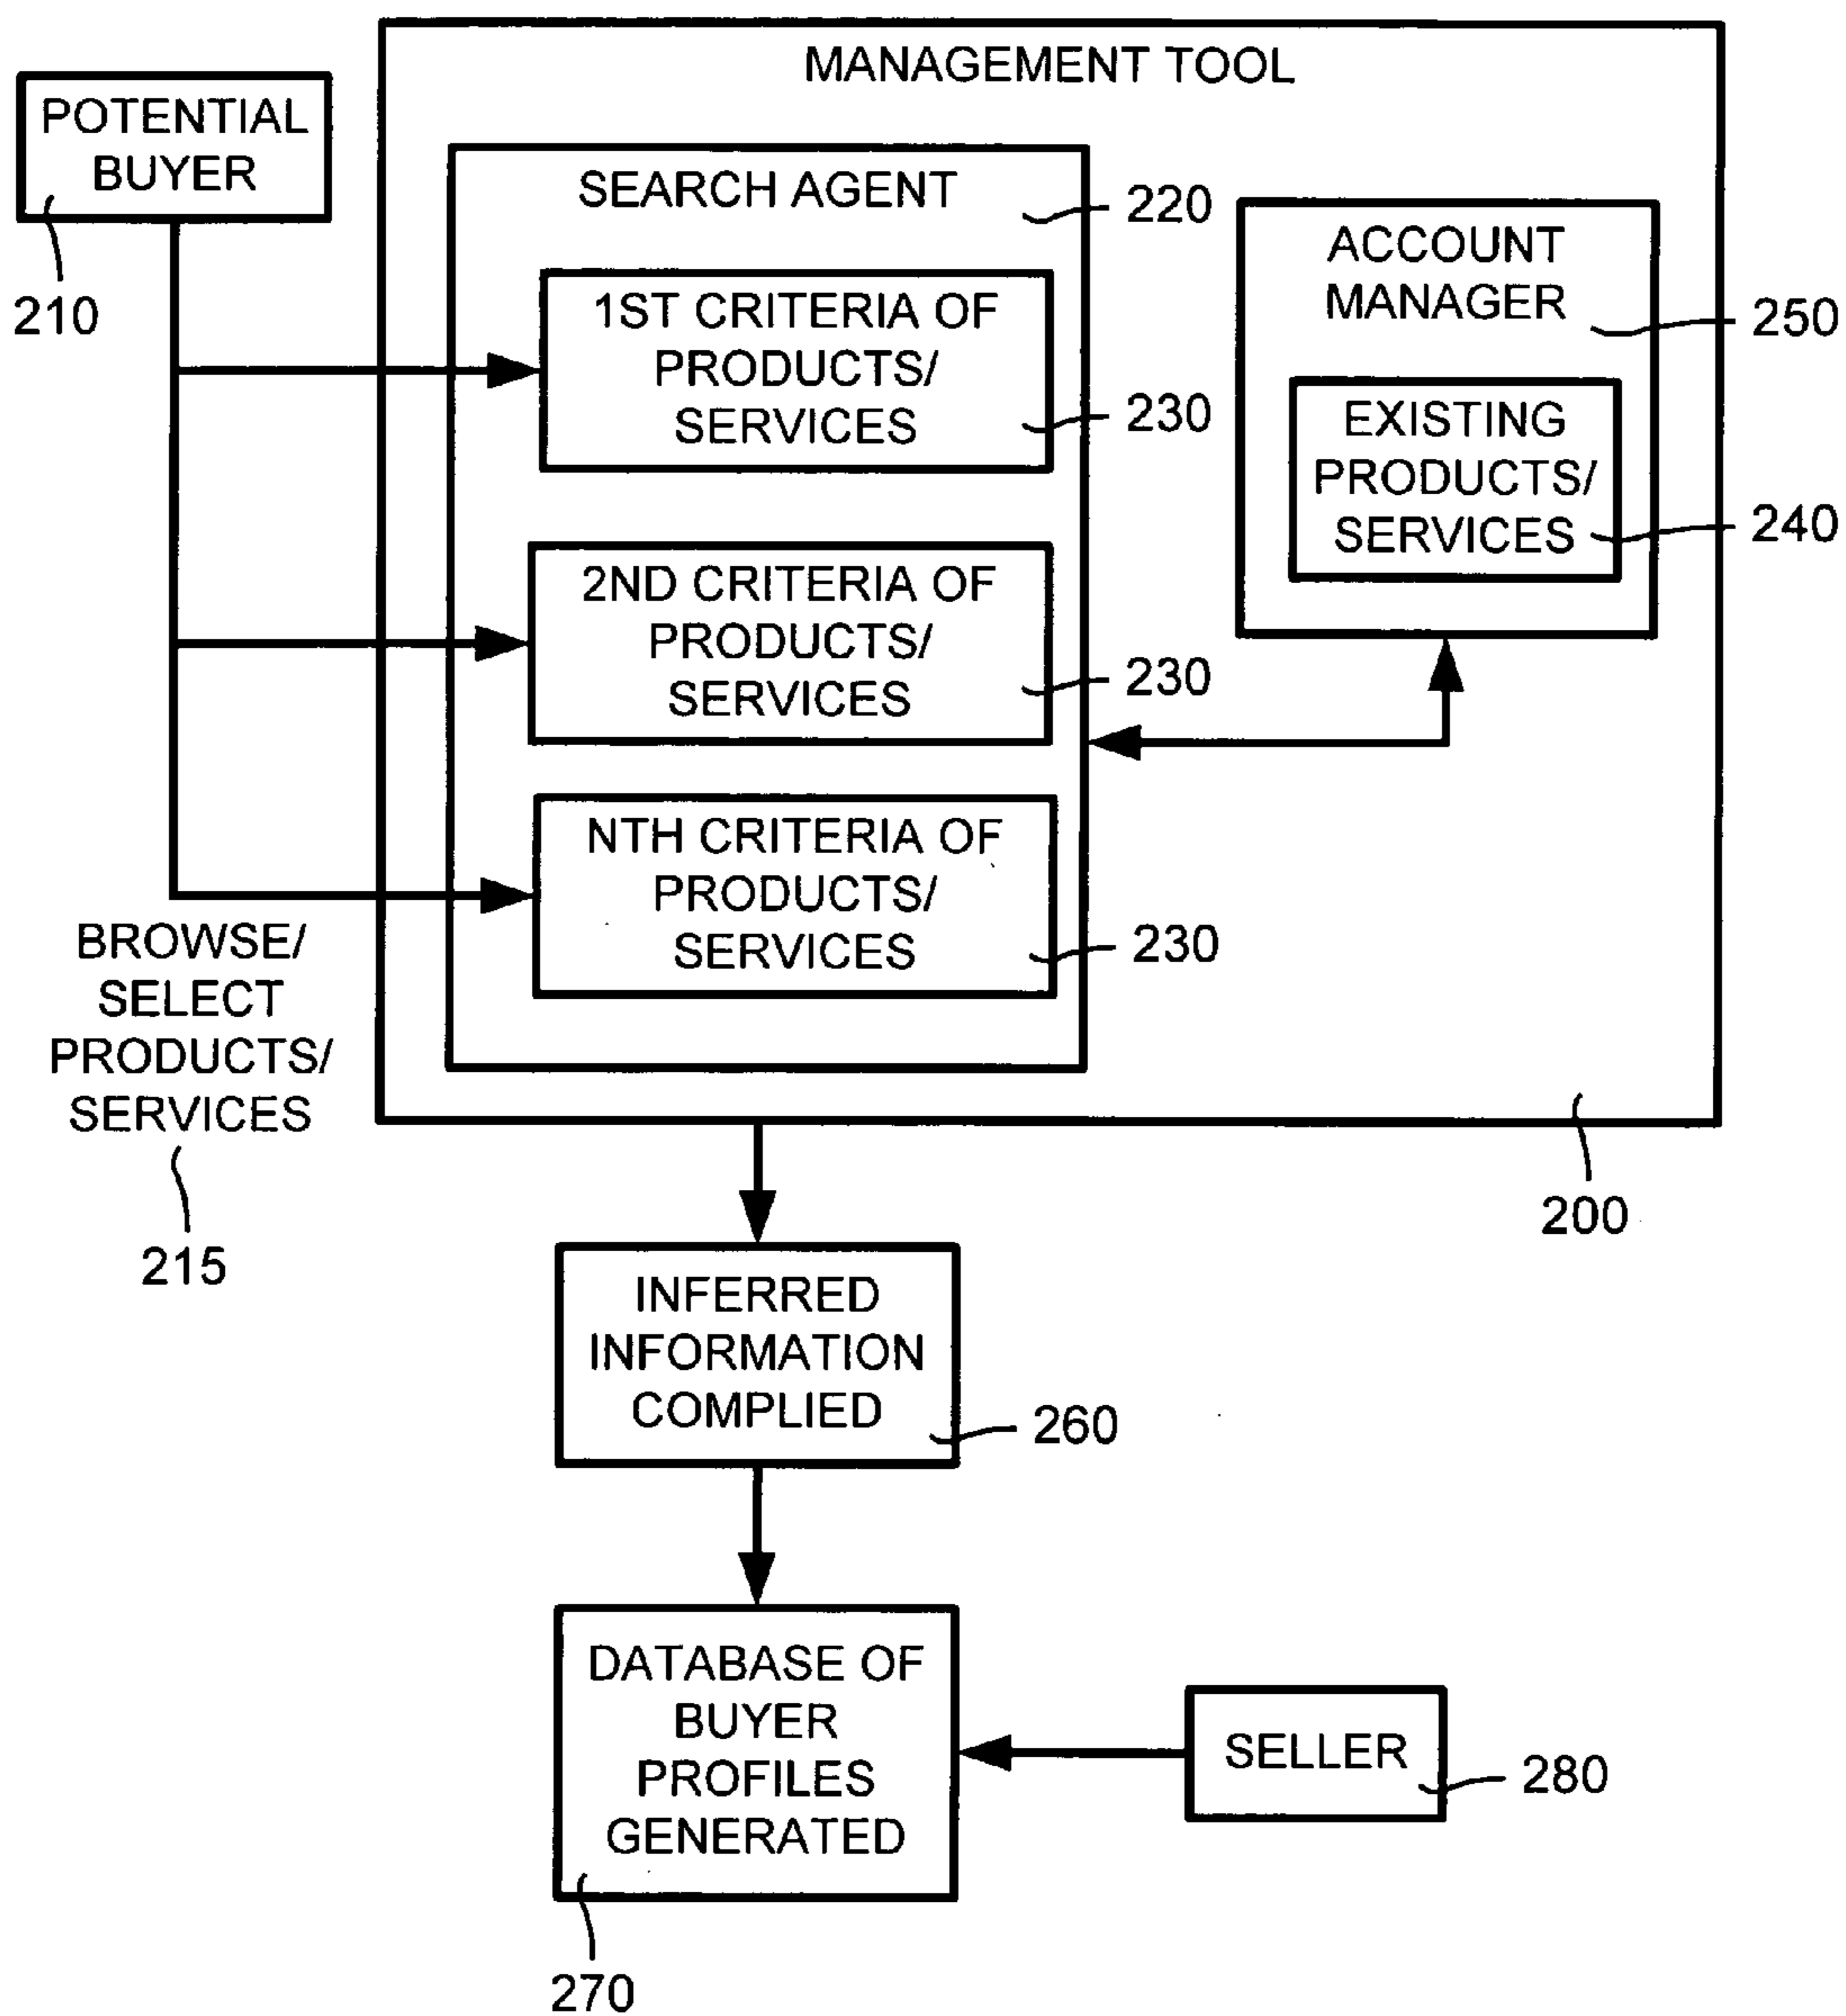 MANAGEMENT TOOL
POTENTIAL
BUYER
210
SEARCH AGENT
220
1ST CRITERIA OF
PRODUCTS/
SERVICES
230
2ND CRITERIA OF
PRODUCTS/
SERVICES
230
NTH CRITERIA OF
PRODUCTS/
SERVICES
230
ACCOUNT
MANAGER
250
EXISTING
PRODUCTS/
SERVICES
240
BROWSE/
SELECT
PRODUCTS/
SERVICES
215
200
INFERRED
INFORMATION
COMPLIED
260
DATABASE OF
BUYER
PROFILES
GENERATED
270
SELLER
280